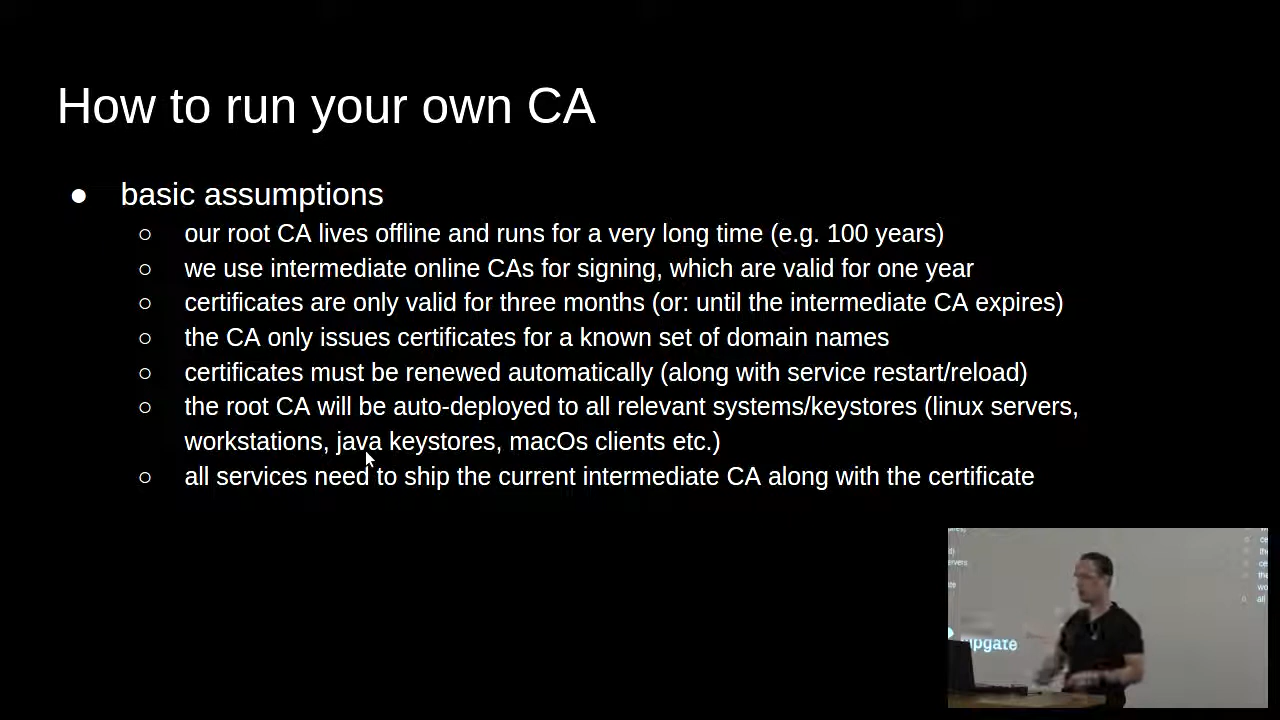 How to run your own CA
● basic assumptions
○ our root CA lives offline and runs for a very long time (e.g. 100 years)
○ we use intermediate online CAs for signing, which are valid for one year
○ certificates are only valid for three months (or: until the intermediate CA expires)
○ the CA only issues certificates for a known set of domain names
○ certificates must be renewed automatically (along with service restart/reload)
○ the root CA will be auto-deployed to all relevant systems/keystores (linux servers,
workstations, java keystores, macOs clients etc.)
○ all services need to ship the current intermediate CA along with the certificate
upgate